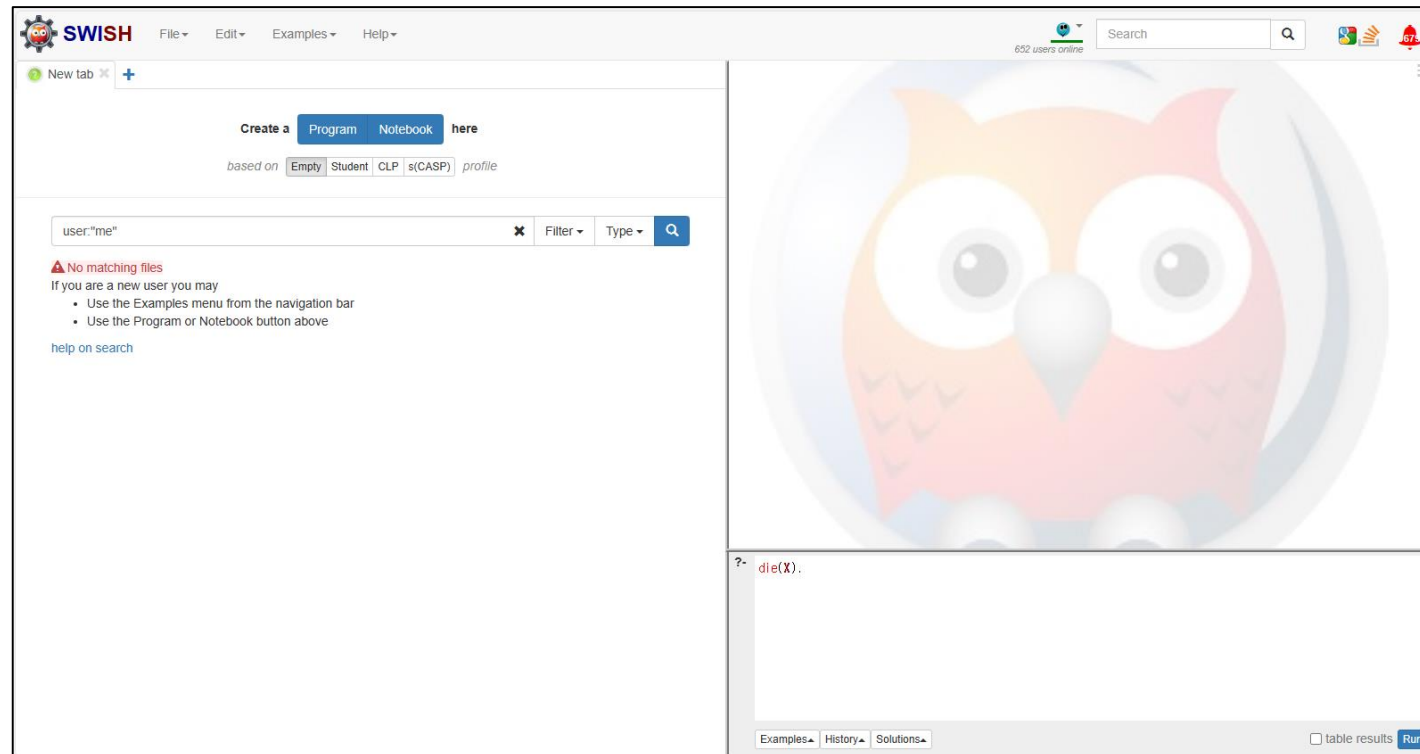 SWISH File Edit Examples Help
652 users online
Search
675
New tab
Create a Program Notebook here
based on Empty Student CLP s(CASP) profile
user:"me" Filter Type
No matching files
If you are a new user you may
• Use the Examples menu from the navigation bar
• Use the Program or Notebook button above
help on search
?- die(X).
Examples History Solutions
table results Run